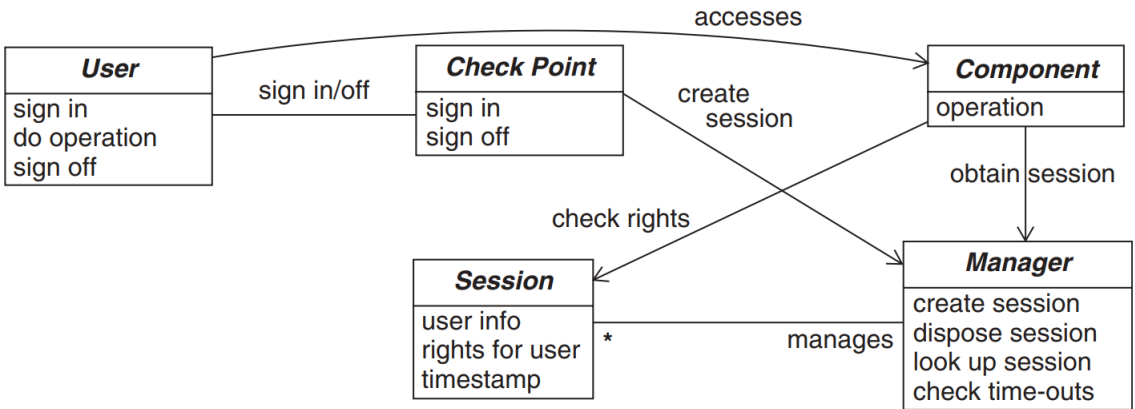 accesses
User
sign in
do operation
sign off
sign in/off
Check Point
sign in
sign off
create
session
Component
operation
obtain session
check rights
Session
user info
rights for user
timestamp
*
manages
Manager
create session
dispose session
look up session
check time-outs